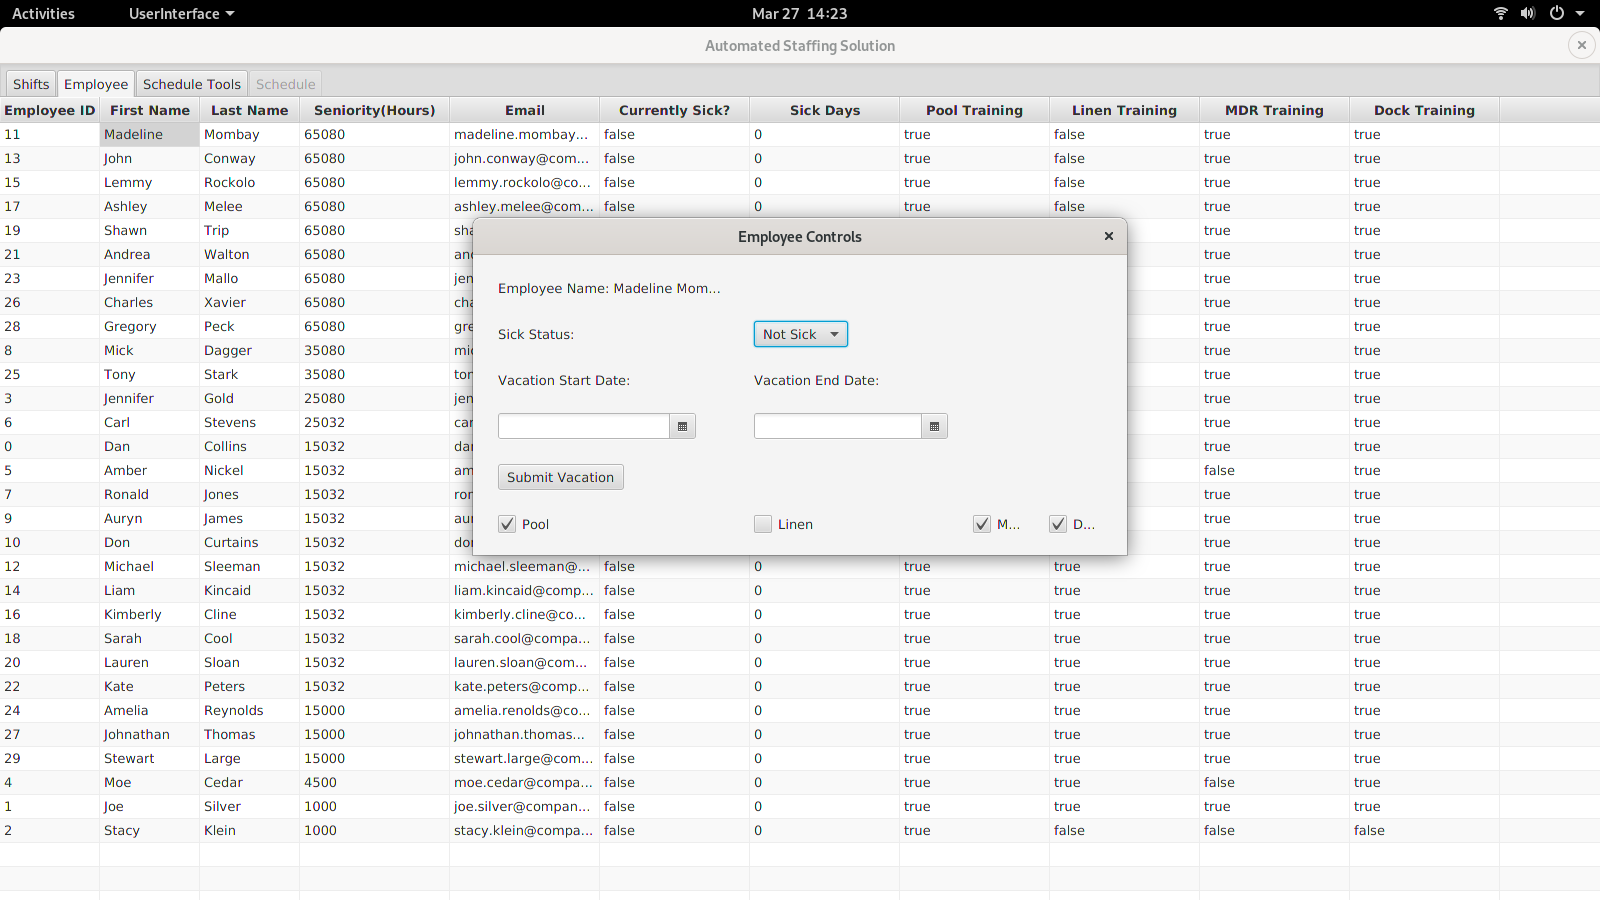 Activities UserInterface Mar 27 14:23
Automated Staffing Solution
Shifts Employee Schedule Tools Schedule
Employee ID First Name Last Name Seniority(Hours) Email Currently Sick? Sick Days Pool Training Linen Training MDR Training Dock Training
11 Madeline Mombay 65080 madeline.mombay... false 0 true false true true
13 John Conway 65080 john.conway@com... false 0 true false true true
15 Lemmy Rockolo 65080 lemmy.rockolo@co... false 0 true false true true
17 Ashley Melee 65080 ashley.melee@com... false 0 true false true true
19 Shawn Trip 65080 sha true true
21 Andrea Walton 65080 and true true
23 Jennifer Mallo 65080 jen true true
26 Charles Xavier 65080 cha true true
28 Gregory Peck 65080 gre true true
8 Mick Dagger 35080 mic true true
25 Tony Stark 35080 ton true true
3 Jennifer Gold 25080 jen true true
6 Carl Stevens 25032 car true true
0 Dan Collins 15032 dan true true
5 Amber Nickel 15032 am false true
7 Ronald Jones 15032 ron true true
9 Auryn James 15032 aur true true
10 Don Curtains 15032 don true true
Employee Controls
Employee Name: Madeline Mom...
Sick Status: Not Sick
Vacation Start Date: Vacation End Date:
Submit Vacation
Pool Linen M... D...
12 Michael Sleeman 15032 michael.sleeman@... false 0 true true true true
14 Liam Kincaid 15032 liam.kincaid@comp... false 0 true true true true
16 Kimberly Cline 15032 kimberly.cline@co... false 0 true true true true
18 Sarah Cool 15032 sarah.cool@compa... false 0 true true true true
20 Lauren Sloan 15032 lauren.sloan@com... false 0 true true true true
22 Kate Peters 15032 kate.peters@comp... false 0 true true true true
24 Amelia Reynolds 15000 amelia.renolds@co... false 0 true true true true
27 Johnathan Thomas 15000 johnathan.thomas... false 0 true true true true
29 Stewart Large 15000 stewart.large@com... false 0 true true true true
4 Moe Cedar 4500 moe.cedar@compa... false 0 true true false true
1 Joe Silver 1000 joe.silver@compan... false 0 true true true true
2 Stacy Klein 1000 stacy.klein@compa... false 0 true false false false